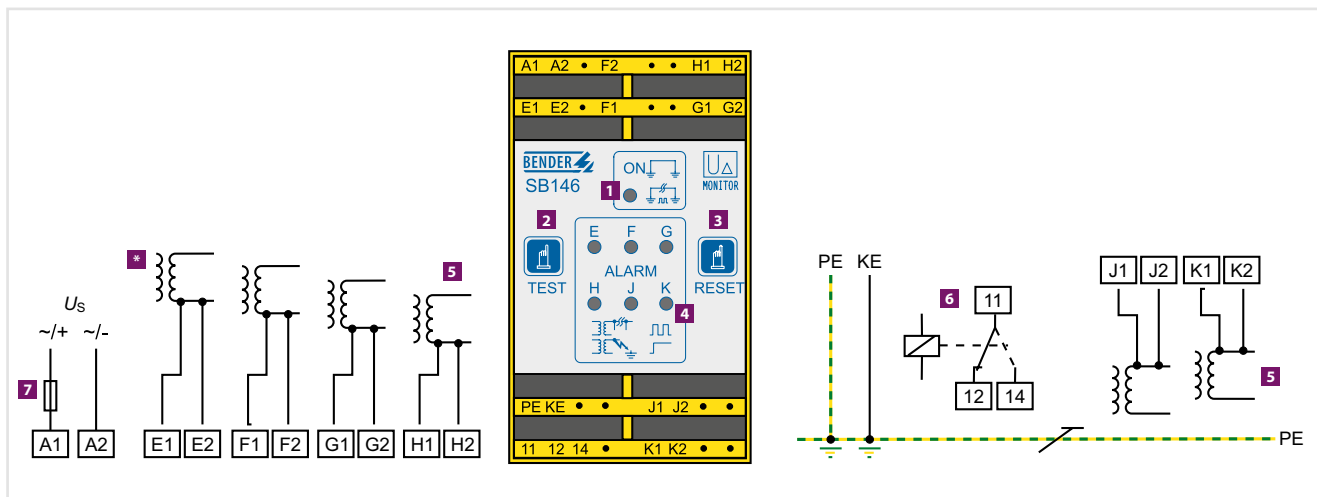 A1 A2 • F2 • • H1 H2
E1 E2 • F1 • • G1 G2
BENDER
SB146
ON
1
U
MONITOR
2
3
TEST
RESET
E F G
ALARM
H J K
4
PE KE • • J1 J2 • •
11 12 14 • K1 K2 • •
*
5
Us
~/+ ~/-
7
A1 A2 E1 E2 F1 F2 G1 G2 H1 H2
PE KE
6
11
12 14
J1 J2 K1 K2
5
PE